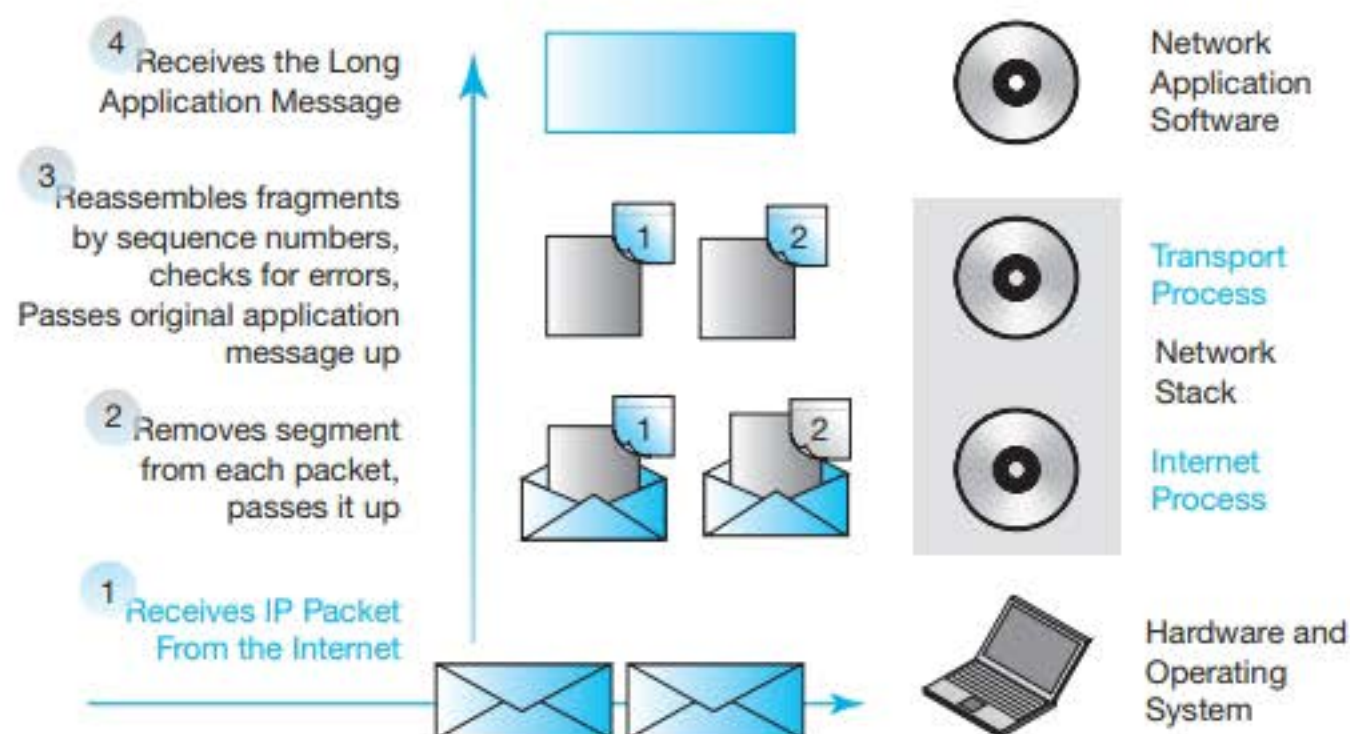 4
Receives the Long
Application Message
Network
Application
Software
3
Reassembles fragments
by sequence numbers,
checks for errors,
Passes original application
message up
1
2
Transport
Process
Network
Stack
2
Removes segment
from each packet,
passes it up
1
2
Internet
Process
1
Receives IP Packet
From the Internet
Hardware and
Operating
System